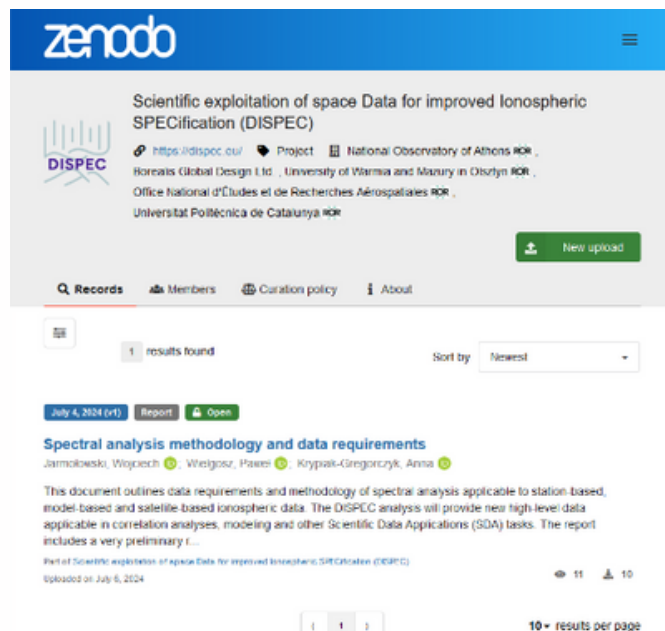 zenodo
Scientific exploitation of space Data for improved Ionospheric
SPECification (DISPEC)
DISPEC
https://dispec.eu/ Project National Observatory of Athens ROR ,
Borealis Global Design Ltd. , University of Warmia and Mazury in Olsztyn ROR ,
Office National d'Études et de Recherches Aérospatiales ROR ,
Universitat Politècnica de Catalunya ROR
New upload
Records Members Curation policy About
1 results found
Sort by Newest
July 4, 2024 (v1) Report Open
Spectral analysis methodology and data requirements
Jarmołowski, Wojciech iD; Wielgosz, Paweł iD; Krypiak-Gregorczyk, Anna iD
This document outlines data requirements and methodology of spectral analysis applicable to station-based,
model-based and satellite-based ionospheric data. The DISPEC analysis will provide new high-level data
applicable in correlation analyses, modeling and other Scientific Data Applications (SDA) tasks. The report
includes a very preliminary r...
Part of Scientific exploitation of space Data for improved Ionospheric SPECification (DISPEC)
Uploaded on July 6, 2024
11 10
1
10 results per page